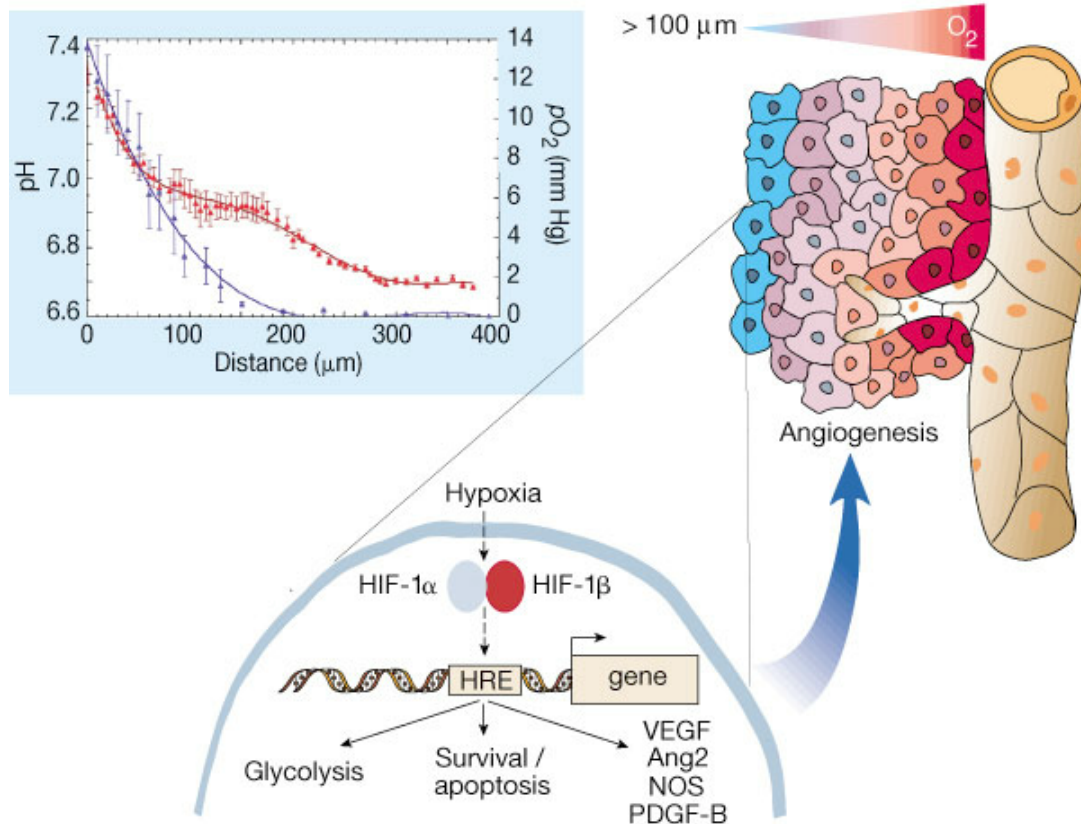 7.4
7.2
7.0
6.8
6.6
pH
14
12
10
8
6
4
2
0
pO2 (mm Hg)
0
100
200
300
400
Distance (μm)
> 100 μm
O2
Angiogenesis
Hypoxia
HIF-1α
HIF-1β
HRE
gene
Glycolysis
Survival /
apoptosis
VEGF
Ang2
NOS
PDGF-B